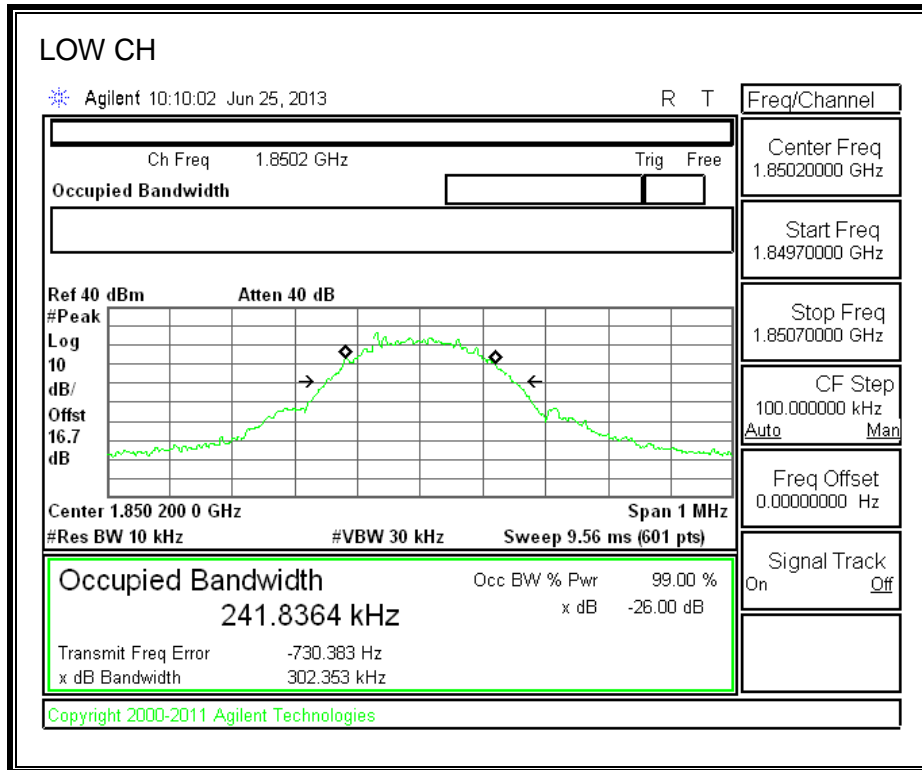 LOW CH
Agilent 10:10:02 Jun 25, 2013 R T
Freq/Channel
Ch Freq 1.8502 GHz Trig Free
Occupied Bandwidth
Center Freq
1.85020000 GHz
Start Freq
1.84970000 GHz
Stop Freq
1.85070000 GHz
CF Step
100.000000 kHz
Auto Man
Freq Offset
0.00000000 Hz
Signal Track
On Off
Ref 40 dBm Atten 40 dB
#Peak
Log
10
dB/
Offst
16.7
dB
Center 1.850 200 0 GHz Span 1 MHz
#Res BW 10 kHz #VBW 30 kHz Sweep 9.56 ms (601 pts)
Occupied Bandwidth Occ BW % Pwr 99.00 %
241.8364 kHz x dB -26.00 dB
Transmit Freq Error -730.383 Hz
x dB Bandwidth 302.353 kHz
Copyright 2000-2011 Agilent Technologies